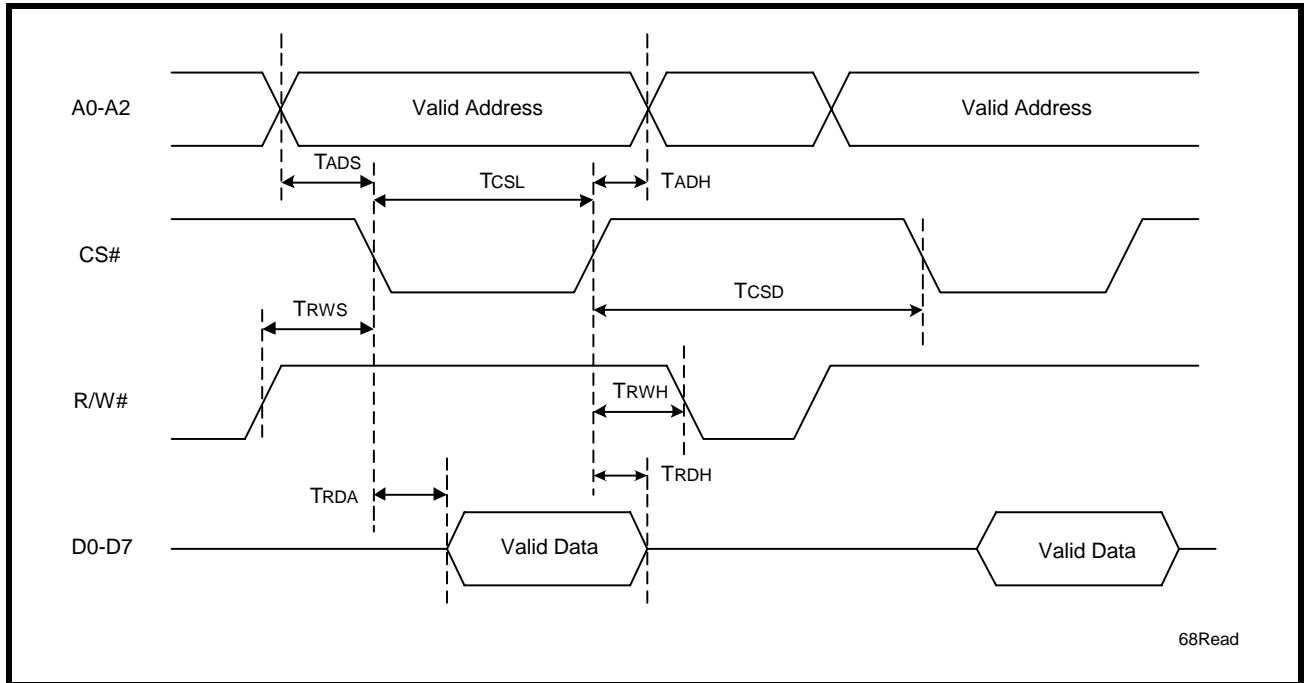 A0-A2
Valid Address
Valid Address
TADS
TCSL
TADH
CS#
TCSD
TRWS
R/W#
TRWH
TRDH
TRDA
D0-D7
Valid Data
Valid Data
68Read